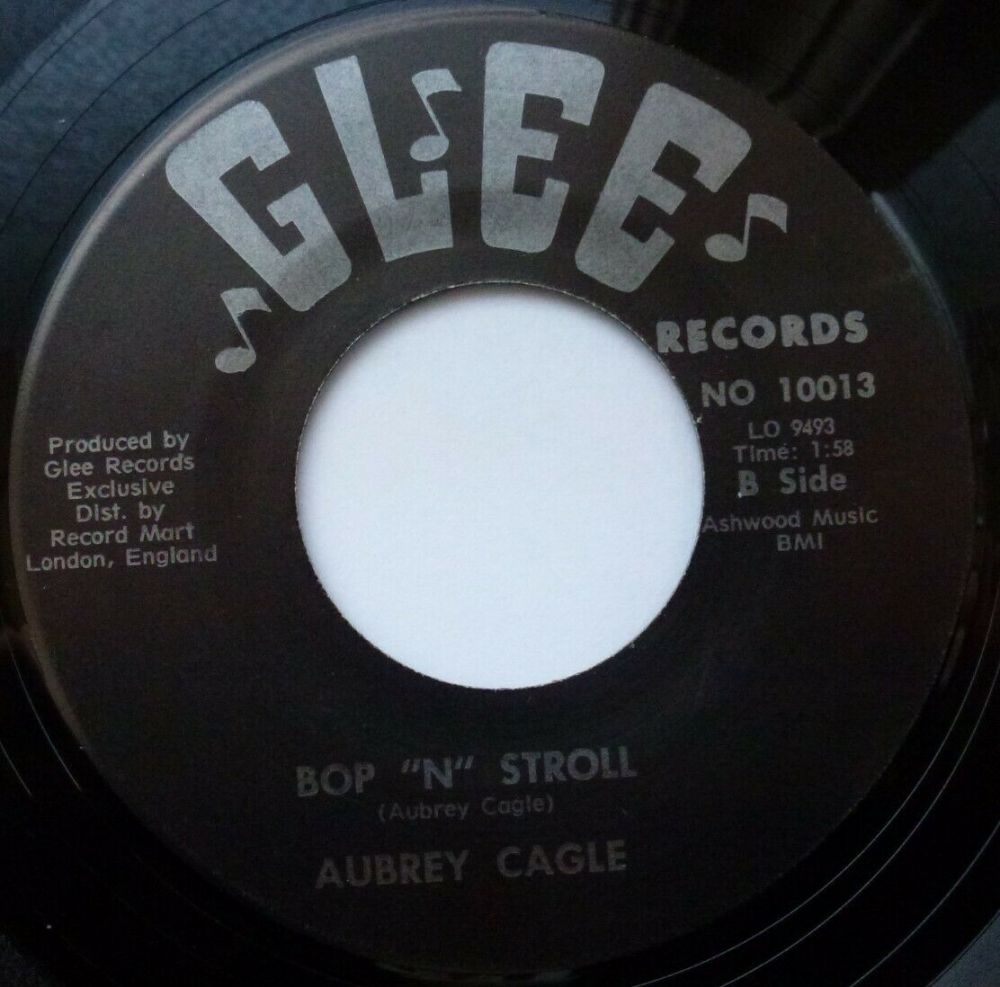 GLEE
RECORDS
NO 10013
LO 9493
Time: 1:58
B Side
Ashwood Music
BMI
Produced by
Glee Records
Exclusive
Dist. by
Record Mart
London, England
BOP "N" STROLL
(Aubrey Cagle)
AUBREY CAGLE